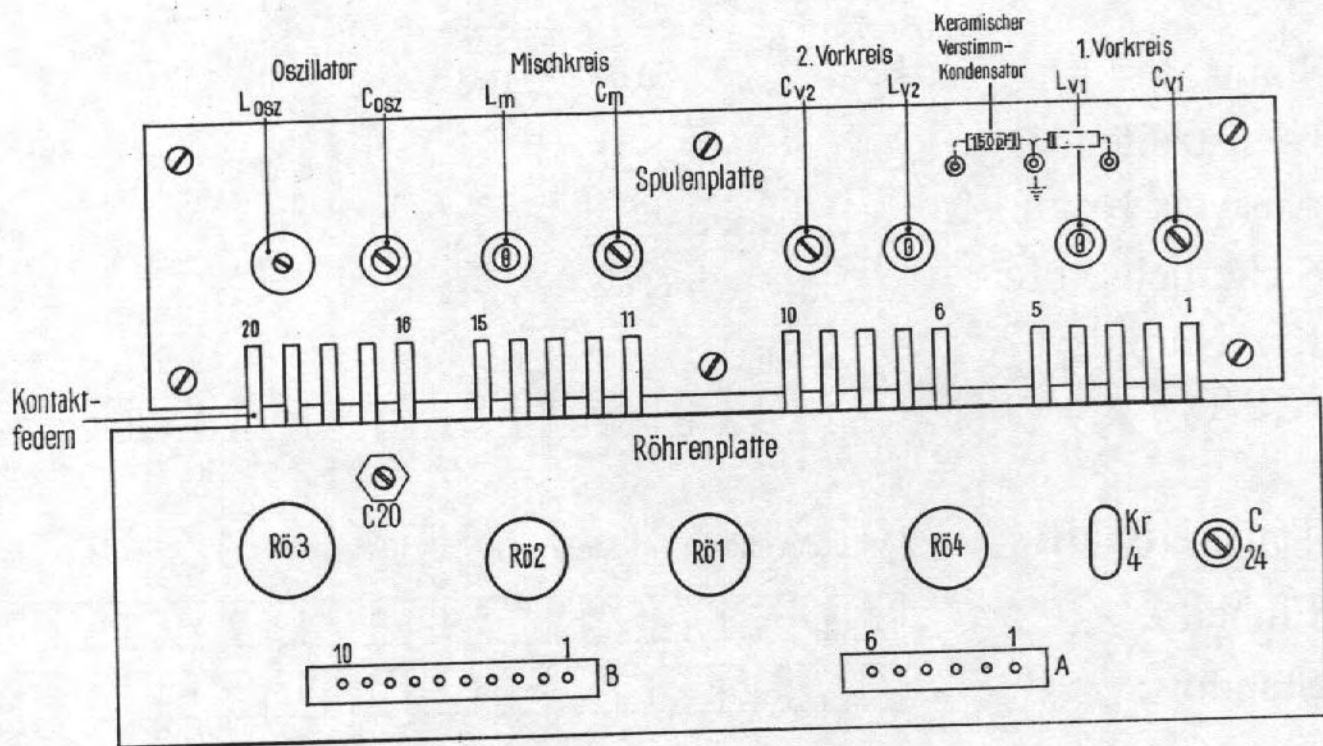 Keramischer
Verstimm-
Kondensator
Oszillator
Mischkreis
2. Vorkreis
1. Vorkreis
Losz
Cosz
Lm
Cm
Cv2
Lv2
Lv1
Cv1
150pF
Spulenplatte
20
16
15
11
10
6
5
1
Kontakt-
federn
Röhrenplatte
C20
Rö3
Rö2
Rö1
Rö4
Kr
4
C
24
10
1
B
6
1
A